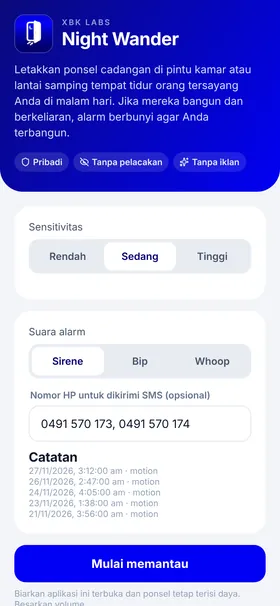 XBK LABS
Night Wander
Letakkan ponsel cadangan di pintu kamar atau
lantai samping tempat tidur orang tersayang
Anda di malam hari. Jika mereka bangun dan
berkeliaran, alarm berbunyi agar Anda
terbangun.
Pribadi
Tanpa pelacakan
Tanpa iklan
Sensitivitas
Rendah
Sedang
Tinggi
Suara alarm
Sirene
Bip
Whoop
Nomor HP untuk dikirimi SMS (opsional)
0491 570 173, 0491 570 174
Catatan
27/11/2026, 3:12:00 am · motion
26/11/2026, 2:47:00 am · motion
24/11/2026, 4:05:00 am · motion
23/11/2026, 1:38:00 am · motion
21/11/2026, 3:56:00 am · motion
Mulai memantau
Biarkan aplikasi ini terbuka dan ponsel tetap terisi daya.
Besarkan volume